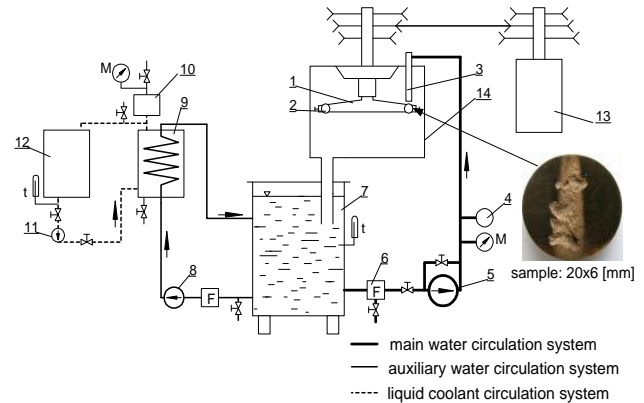 M
10
1
3
2
14
9
12
13
t
7
t
11
4
M
6
8
F
F
5
sample: 20x6 [mm]
main water circulation system
auxiliary water circulation system
liquid coolant circulation system